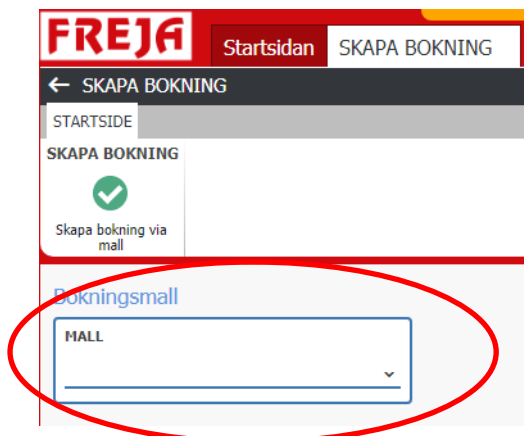 FREJA
Startsidan SKAPA BOKNING
← SKAPA BOKNING
STARTSIDE
SKAPA BOKNING
Skapa bokning via
mall
Bokningsmall
MALL